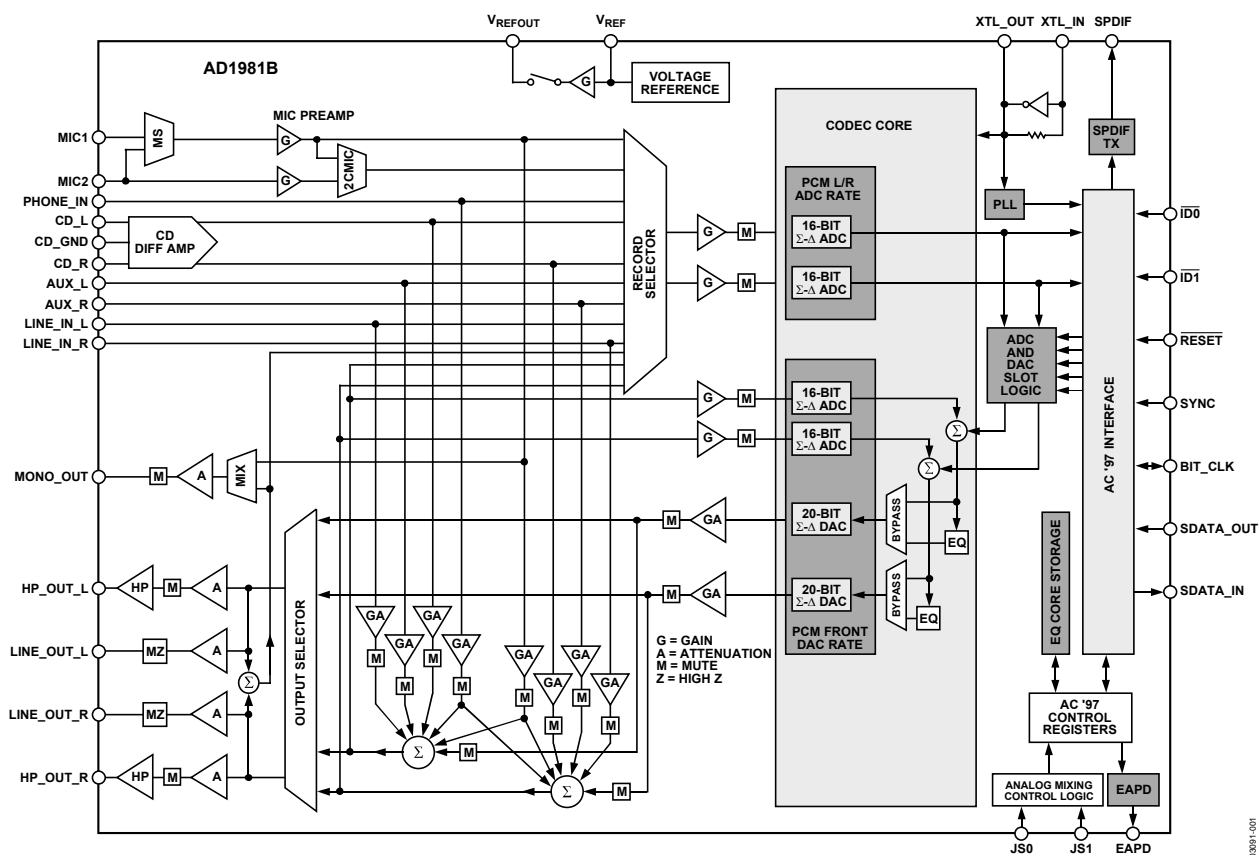 VREFOUT
VREF
XTL_OUT
XTL_IN
SPDIF
AD1981B
G
VOLTAGE
REFERENCE
MIC PREAMP
CODEC CORE
SPDIF
TX
MIC1
MS
G
MIC2
G
2CMIC
PHONE_IN
CD_L
CD_GND
CD_R
CD
DIFF AMP
AUX_L
AUX_R
LINE_IN_L
LINE_IN_R
RECORD
SELECTOR
G
M
G
M
PCM L/R
ADC RATE
16-BIT
Σ-Δ ADC
16-BIT
Σ-Δ ADC
PLL
ID0
ID1
RESET
SYNC
BIT_CLK
SDATA_OUT
SDATA_IN
ADC
AND
DAC
SLOT
LOGIC
AC '97 INTERFACE
G
M
16-BIT
Σ-Δ ADC
G
M
16-BIT
Σ-Δ ADC
Σ
Σ
MONO_OUT
M
A
MIX
M
GA
20-BIT
Σ-Δ DAC
BYPASS
EQ
M
GA
20-BIT
Σ-Δ DAC
BYPASS
EQ
PCM FRONT
DAC RATE
EQ CORE STORAGE
HP_OUT_L
HP
M
A
LINE_OUT_L
MZ
A
Σ
LINE_OUT_R
MZ
A
HP_OUT_R
HP
M
A
OUTPUT SELECTOR
GA
GA
GA
GA
GA
GA
GA
GA
M
M
M
M
M
M
M
M
Σ
M
Σ
M
G = GAIN
A = ATTENUATION
M = MUTE
Z = HIGH Z
AC '97
CONTROL
REGISTERS
ANALOG MIXING
CONTROL LOGIC
EAPD
JS0
JS1
EAPD
03091-001